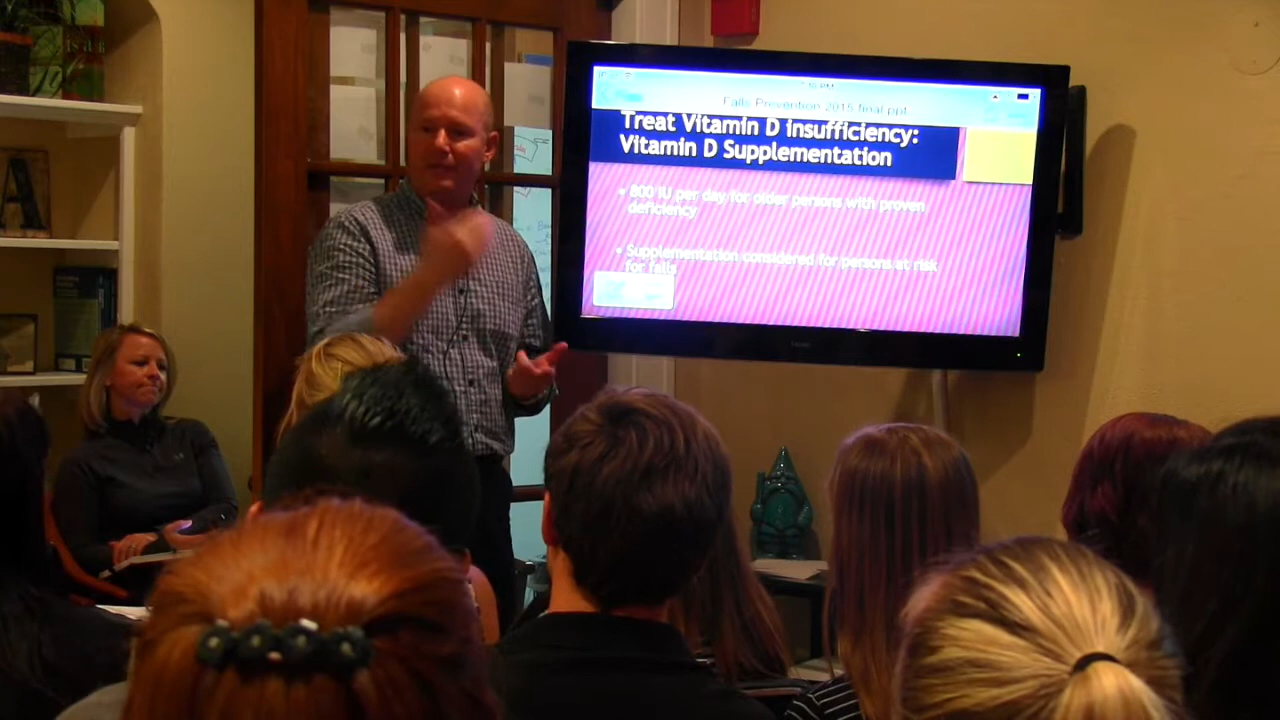 Falls Prevention 2015 final.ppt
Treat Vitamin D insufficiency:
Vitamin D Supplementation
• 800 IU per day for older persons with proven
deficiency
• Supplementation considered for persons at risk
for falls
A